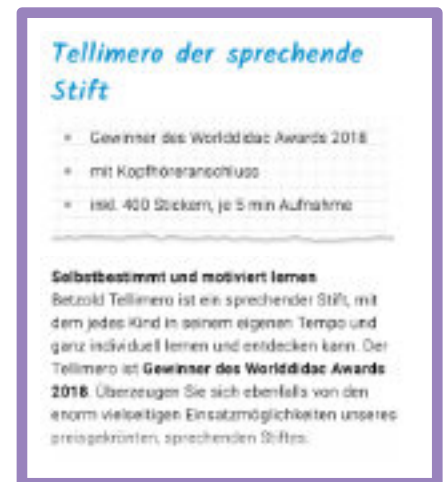 Tellimero der sprechende
Stift
Gewinner des Worlddidac Awards 2018
mit Kopfhöreranschluss
inkl. 400 Stickern, je 5 min Aufnahme
Selbstbestimmt und motiviert lernen
Betzold Tellimero ist ein sprechender Stift, mit
dem jedes Kind in seinem eigenen Tempo und
ganz individuell lernen und entdecken kann. Der
Tellimero ist Gewinner des Worlddidac Awards
2018. Überzeugen Sie sich ebenfalls von den
enorm vielseitigen Einsatzmöglichkeiten unseres
preisgekrönten, sprechenden Stiftes.